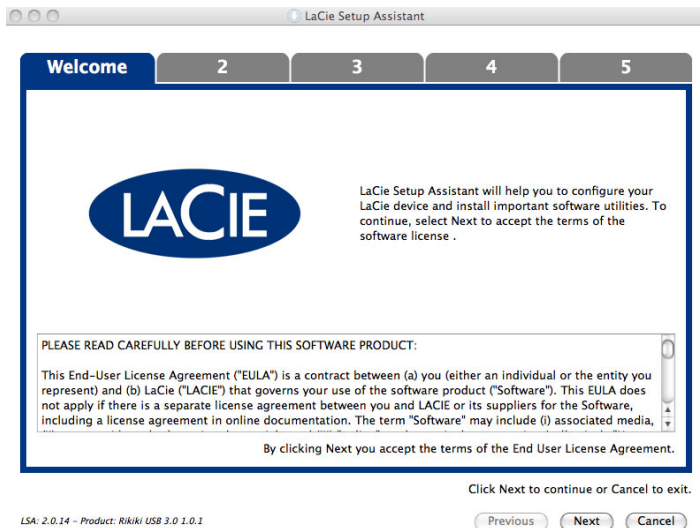 LaCie Setup Assistant
Welcome 2 3 4 5
LACIE
LaCie Setup Assistant will help you to configure your
LaCie device and install important software utilities. To
continue, select Next to accept the terms of the
software license .
PLEASE READ CAREFULLY BEFORE USING THIS SOFTWARE PRODUCT:
This End-User License Agreement ("EULA") is a contract between (a) you (either an individual or the entity you
represent) and (b) LaCie ("LACIE") that governs your use of the software product ("Software"). This EULA does
not apply if there is a separate license agreement between you and LACIE or its suppliers for the Software,
including a license agreement in online documentation. The term "Software" may include (i) associated media,
By clicking Next you accept the terms of the End User License Agreement.
Click Next to continue or Cancel to exit.
LSA: 2.0.14 - Product: Rikiki USB 3.0 1.0.1
Previous Next Cancel